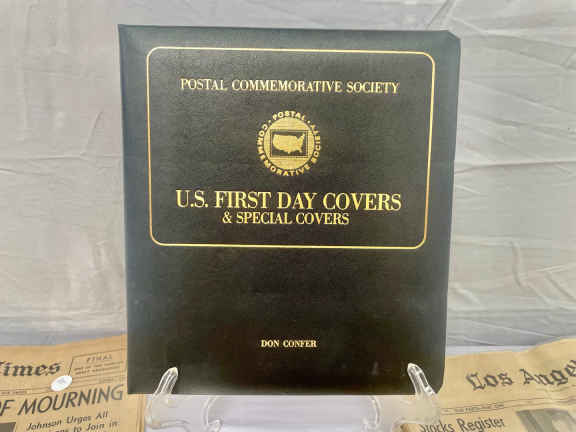 POSTAL COMMEMORATIVE SOCIETY
• POSTAL • COMMEMORATIVE SOCIETY
U.S. FIRST DAY COVERS
& SPECIAL COVERS
DON CONFER
Times
FINAL
OF MOURNING
Johnson Urges All
to Join in
Los Angel
Stocks Register